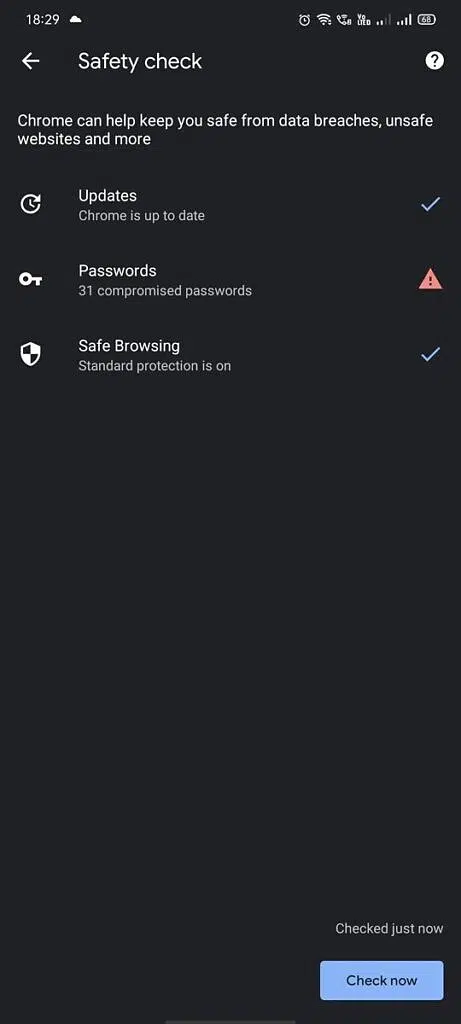 18:29
68
Safety check
Chrome can help keep you safe from data breaches, unsafe
websites and more
Updates
Chrome is up to date
Passwords
31 compromised passwords
Safe Browsing
Standard protection is on
Checked just now
Check now